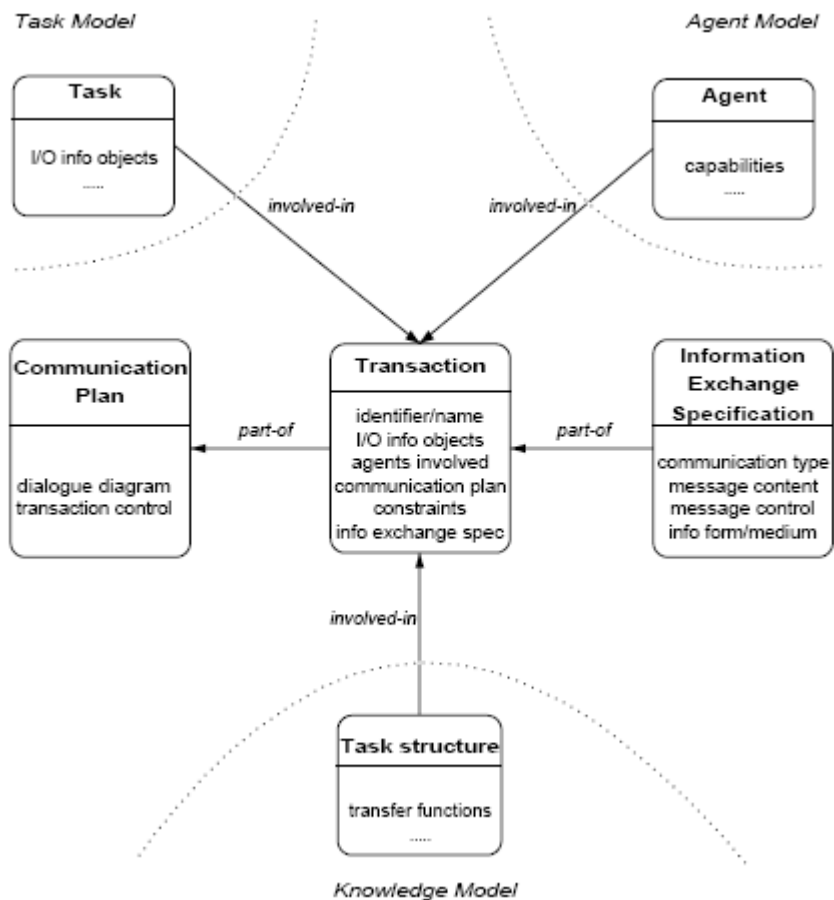 Task Model
Agent Model
Task
I/O info objects
.....
Agent
capabilities
.....
involved-in
involved-in
Communication
Plan
dialogue diagram
transaction control
part-of
Transaction
identifier/name
I/O info objects
agents involved
communication plan
constraints
info exchange spec
part-of
Information
Exchange
Specification
communication type
message content
message control
info form/medium
involved-in
Task structure
transfer functions
.....
Knowledge Model